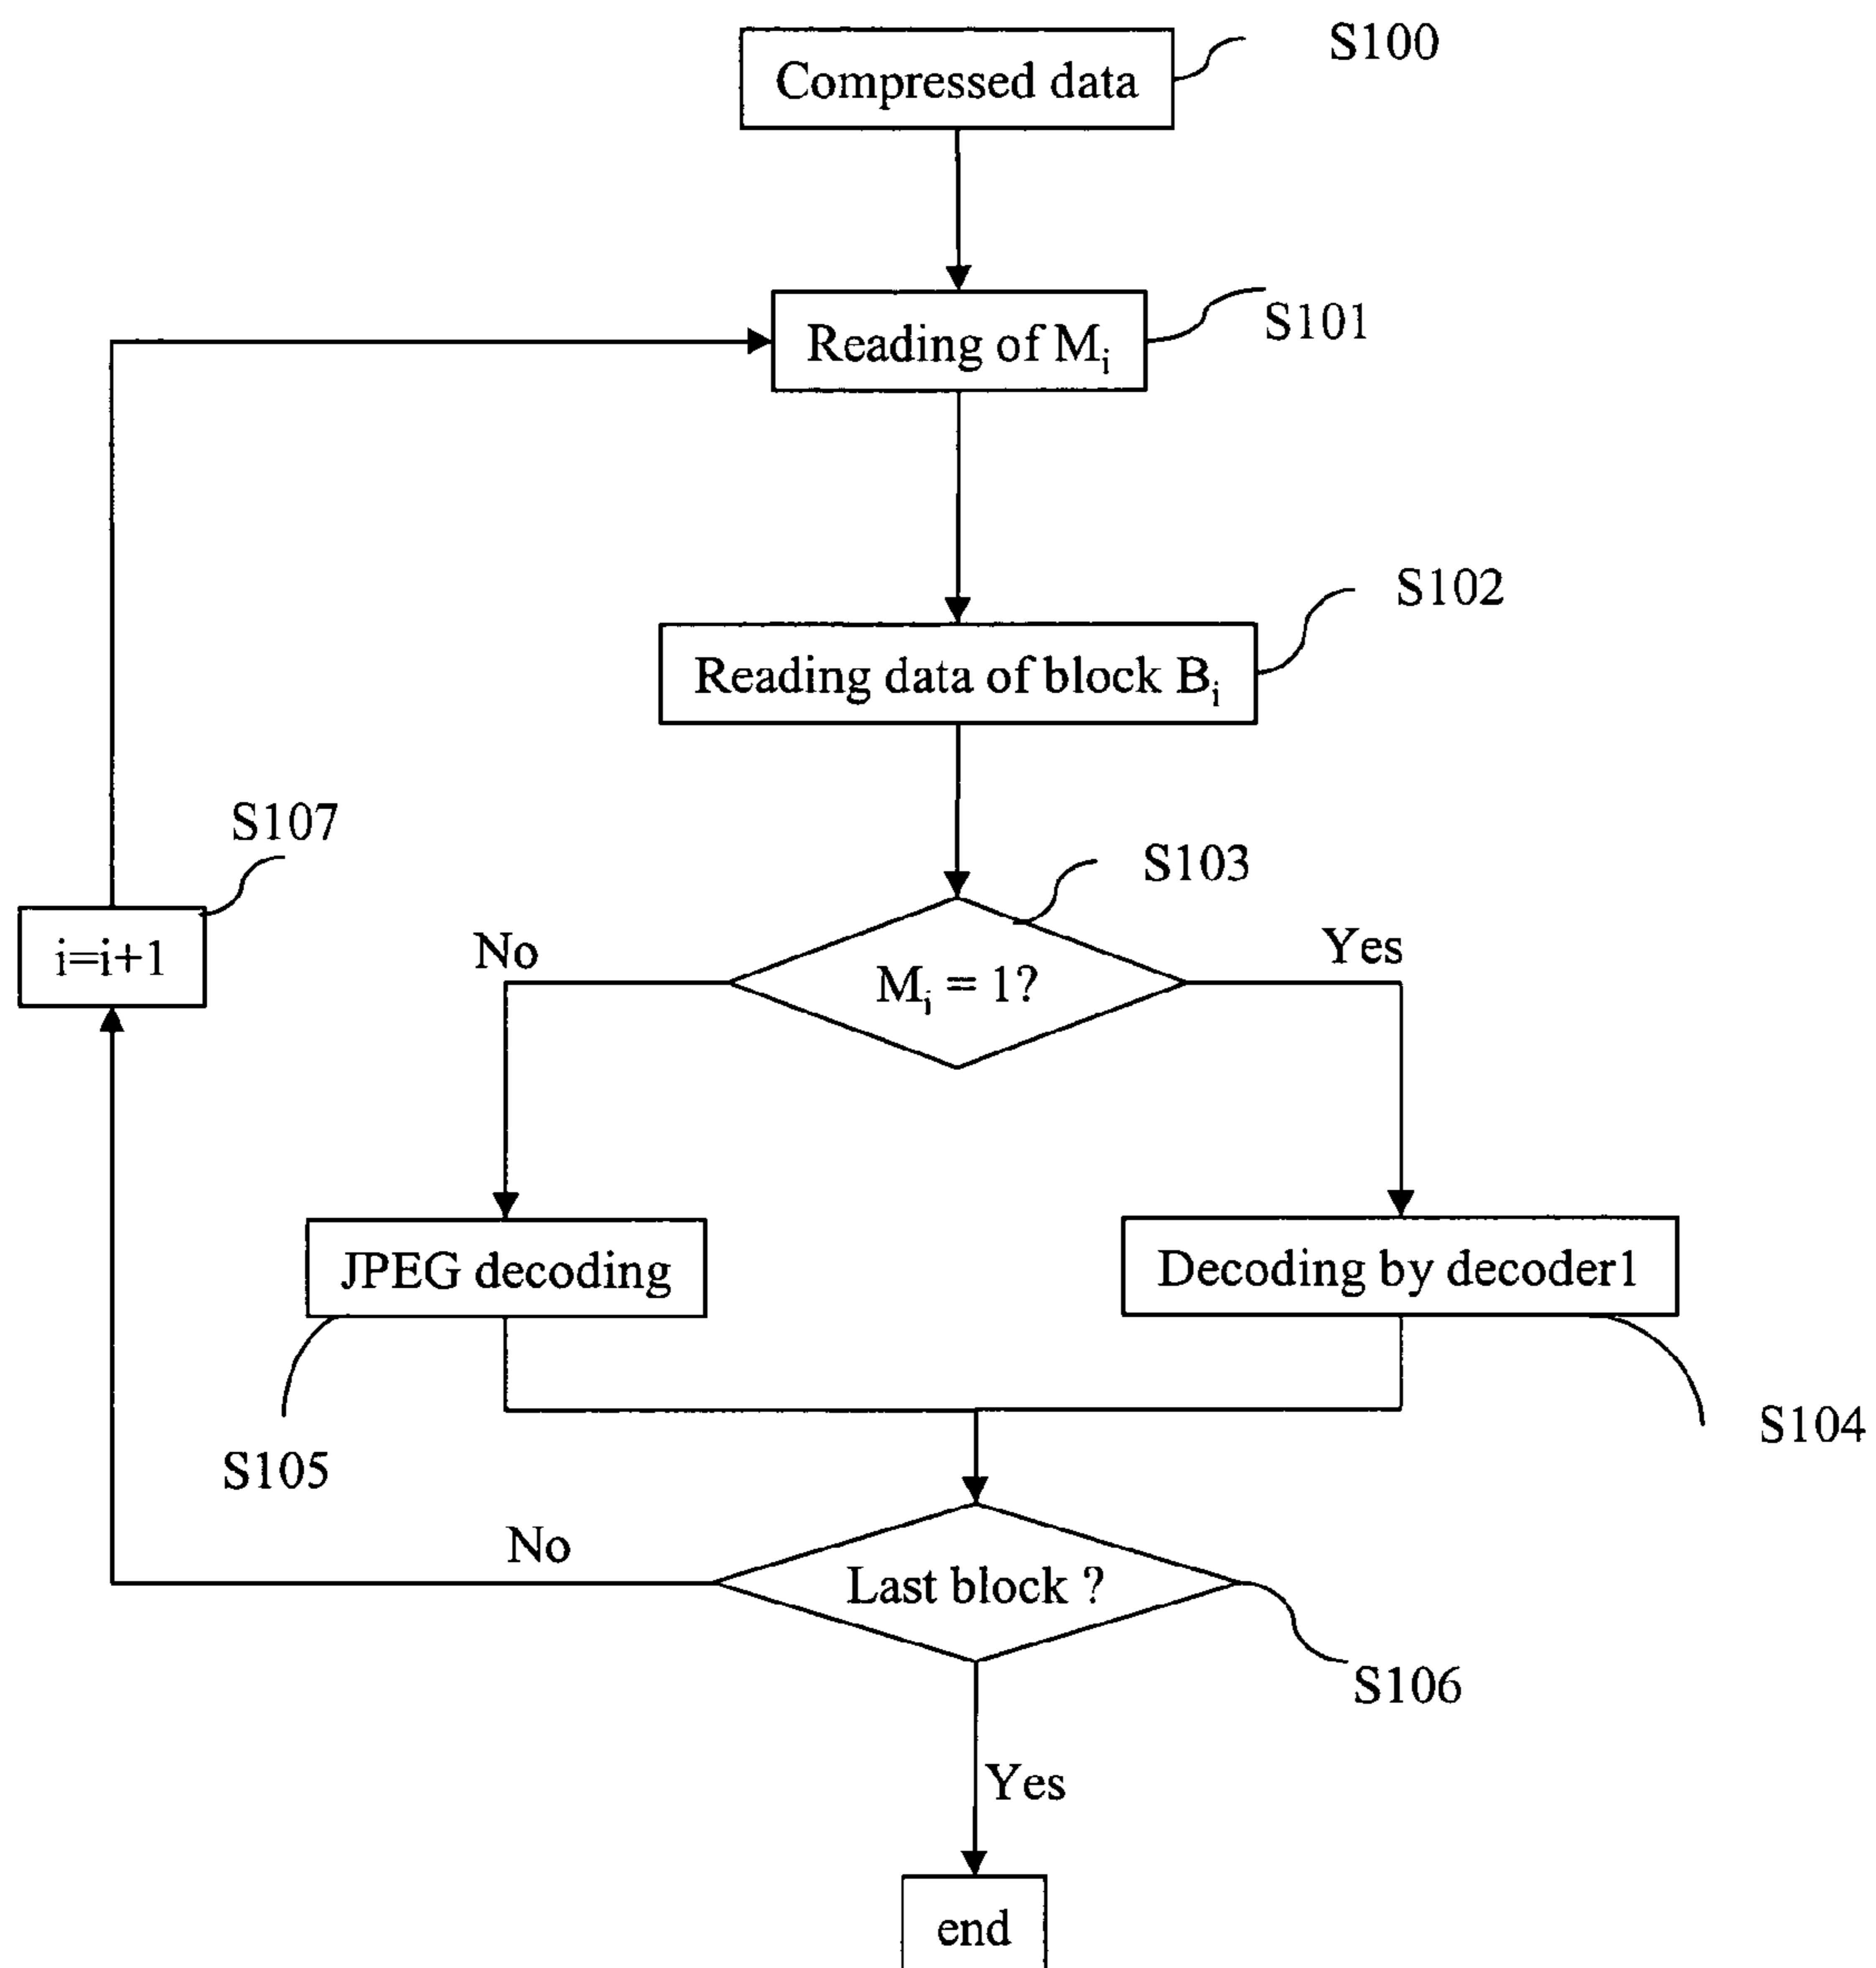 S100
Compressed data
S101
Reading of Mi
S102
Reading data of block Bi
S107
S103
i=i+1
No
Yes
Mi = 1?
JPEG decoding
Decoding by decoder1
S105
S104
No
Last block ?
S106
Yes
end